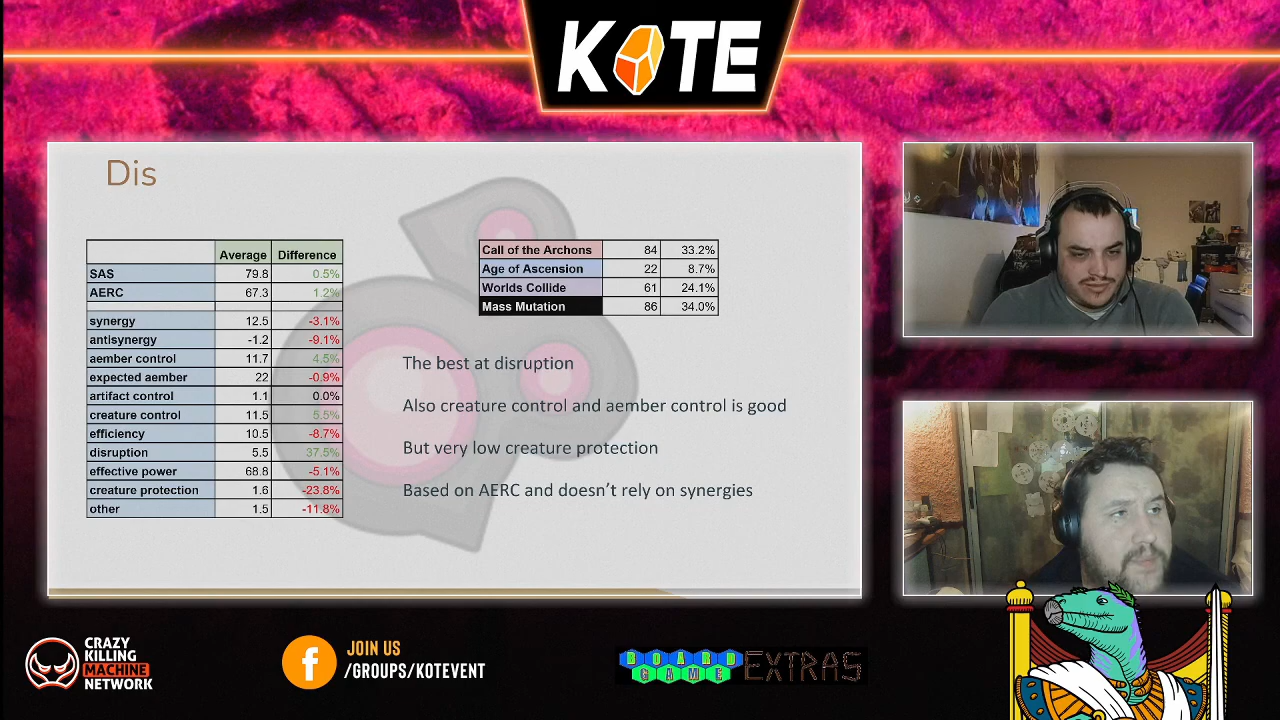 KOTE
Dis
Average Difference
SAS 79.8 0.5%
AERC 67.3 1.2%
synergy 12.5 -3.1%
antisynergy -1.2 -9.1%
aember control 11.7 4.5%
expected aember 22 -0.9%
artifact control 1.1 0.0%
creature control 11.5 5.5%
efficiency 10.5 -8.7%
disruption 5.5 37.5%
effective power 68.8 -5.1%
creature protection 1.6 -23.8%
other 1.5 -11.8%
Call of the Archons 84 33.2%
Age of Ascension 22 8.7%
Worlds Collide 61 24.1%
Mass Mutation 86 34.0%
The best at disruption
Also creature control and aember control is good
But very low creature protection
Based on AERC and doesn't rely on synergies
CRAZY
KILLING
MACHINE
NETWORK
f
JOIN US
/GROUPS/KOTEVENT
BOARD
GAME
EXTRAS